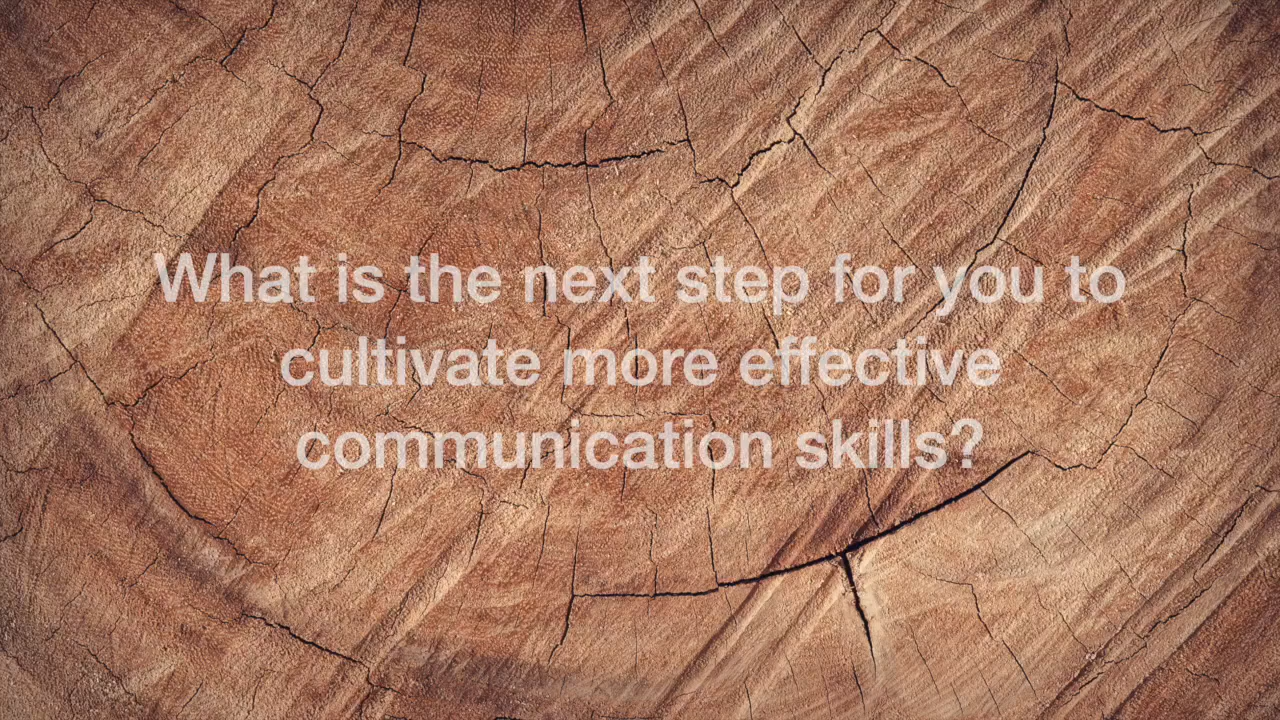 What is the next step for you to
cultivate more effective
communication skills?